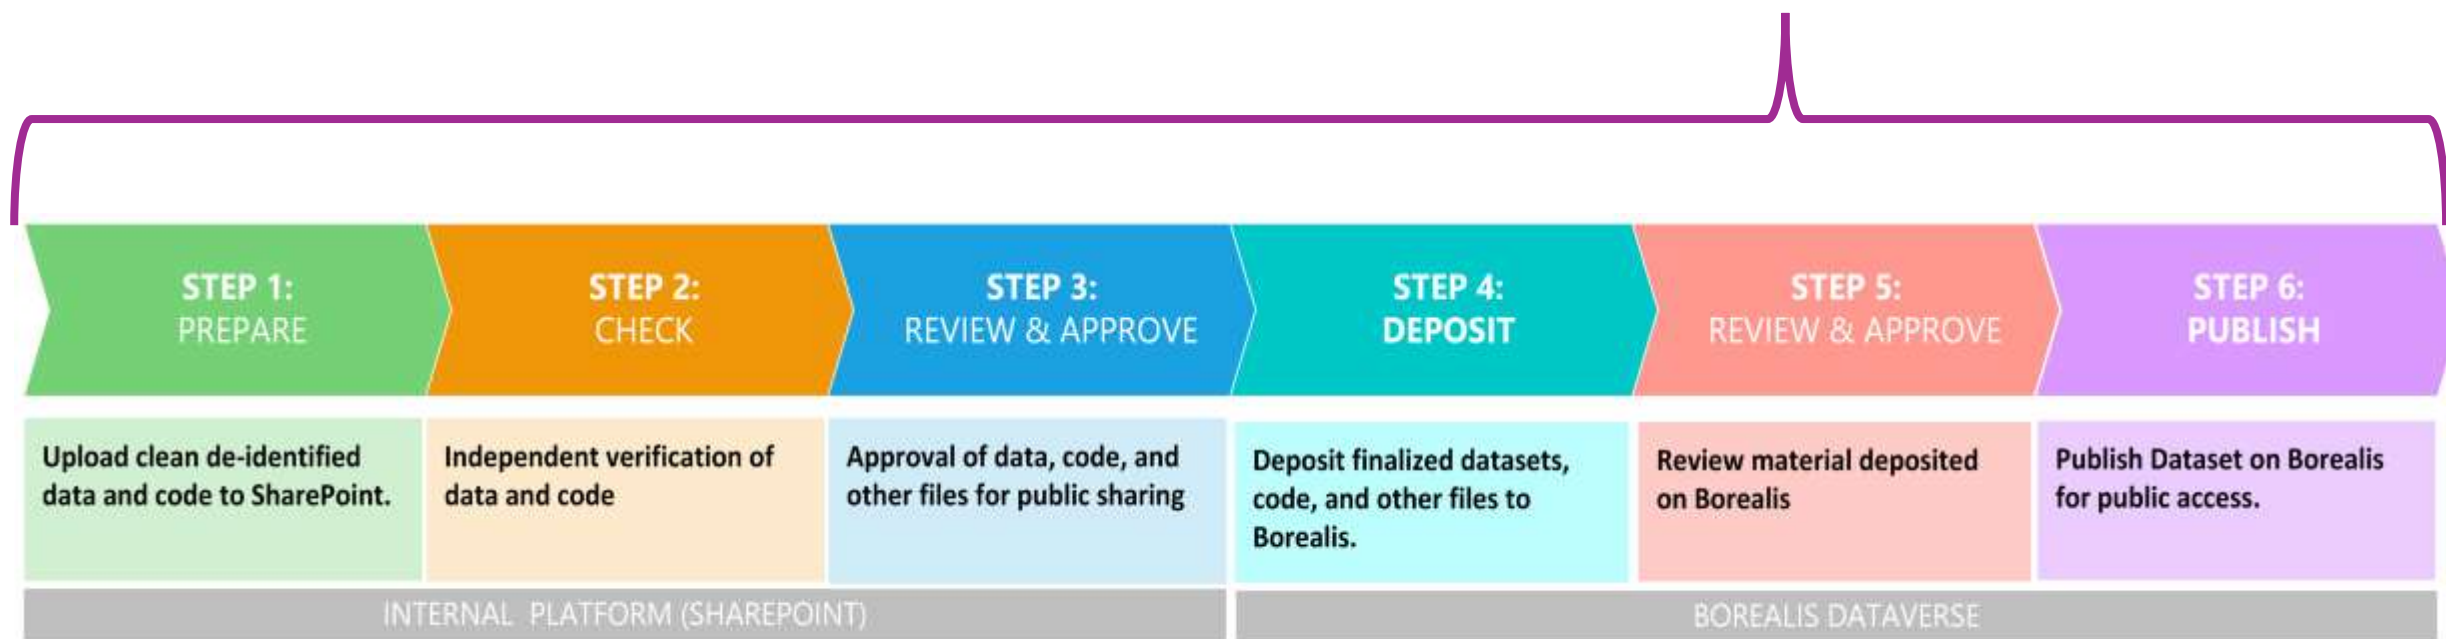 STEP 1:
PREPARE
STEP 2:
CHECK
STEP 3:
REVIEW & APPROVE
STEP 4:
DEPOSIT
STEP 5:
REVIEW & APPROVE
STEP 6:
PUBLISH
Upload clean de-identified
data and code to SharePoint.
Independent verification of
data and code
Approval of data, code, and
other files for public sharing
Deposit finalized datasets,
code, and other files to
Borealis.
Review material deposited
on Borealis
Publish Dataset on Borealis
for public access.
INTERNAL PLATFORM (SHAREPOINT)
BOREALIS DATAVERSE